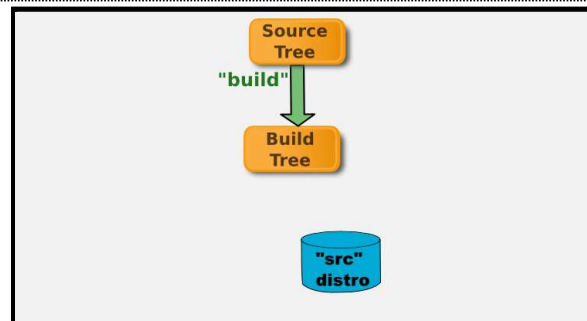 Source
Tree
"build"
Build
Tree
"src"
distro